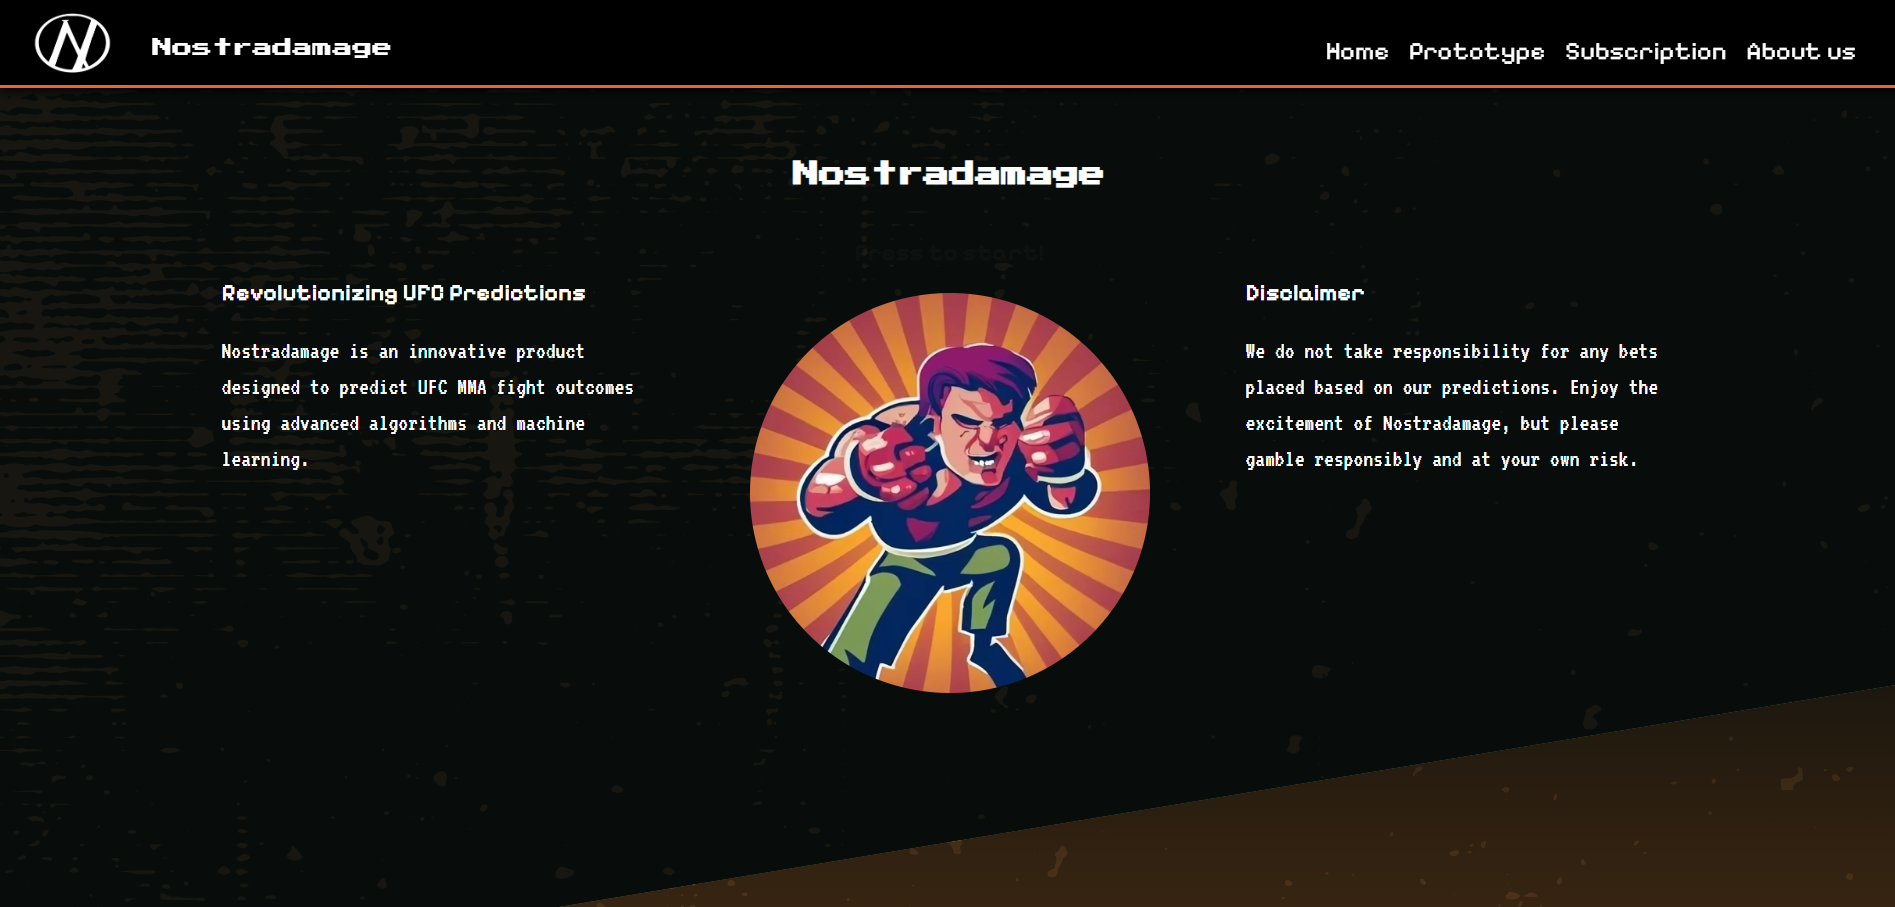 Nostradamage
Home Prototype Subscription About us
Nostradamage
Press to start!
Revolutionizing UFC Predictions
Nostradamage is an innovative product
designed to predict UFC MMA fight outcomes
using advanced algorithms and machine
learning.
Disclaimer
We do not take responsibility for any bets
placed based on our predictions. Enjoy the
excitement of Nostradamage, but please
gamble responsibly and at your own risk.